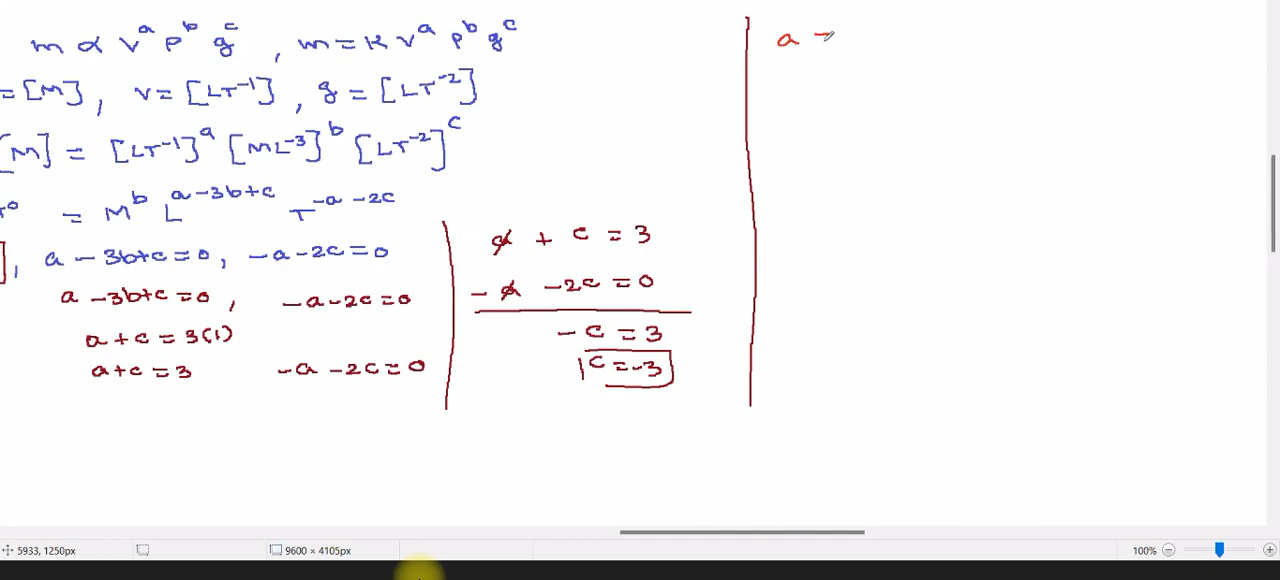 m ∝ v^a ρ^b g^c , m = K v^a ρ^b g^c
= [M], v = [LT^-1], g = [LT^-2]
[M] = [LT^-1]^a [ML^-3]^b [LT^-2]^c
T^0 = M^b L^a-3b+c T^-a-2c
], a - 3b+c = 0, -a-2c = 0
a - 3b+c = 0, -a-2c = 0
a + c = 3(1)
a+c = 3 -a - 2c = 0
a + c = 3
- a - 2c = 0
- c = 3
c = -3
a
5933, 1250px
9600 × 4105px
100%